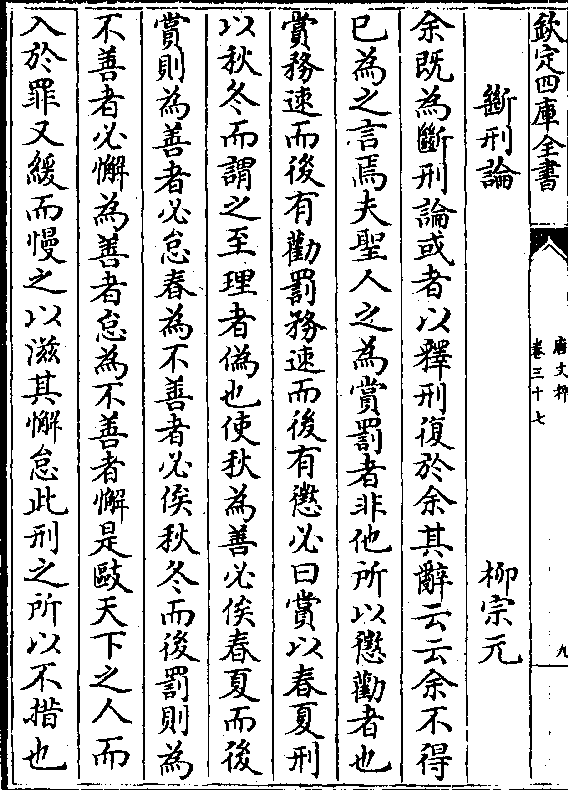 欽定四庫全書
唐文粹
卷三十七
九
斷刑論
柳宗元
余既為斷刑論或者以釋刑復於余其辭云云余不得
已為之言焉夫聖人之為賞罰者非他所以懲勸者也
賞務速而後有勸罰務速而後有懲必曰賞以春夏刑
以秋冬而謂之至理者偽也使秋為善必俟春夏而後
賞則為善者必怠春為不善者必俟秋冬而後罰則為
不善者必懈為善者怠為不善者懈是敺天下之人而
入於罪又緩而慢之以滋其懈怠此刑之所以不措也